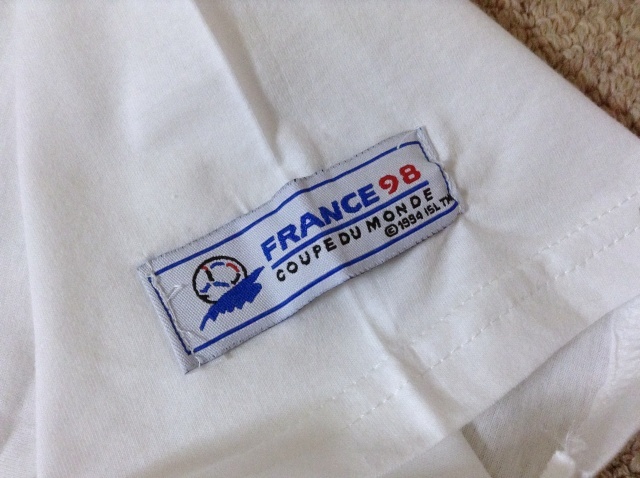 FRANCE 98
COUPE DU MONDE
©1994 ISL TM